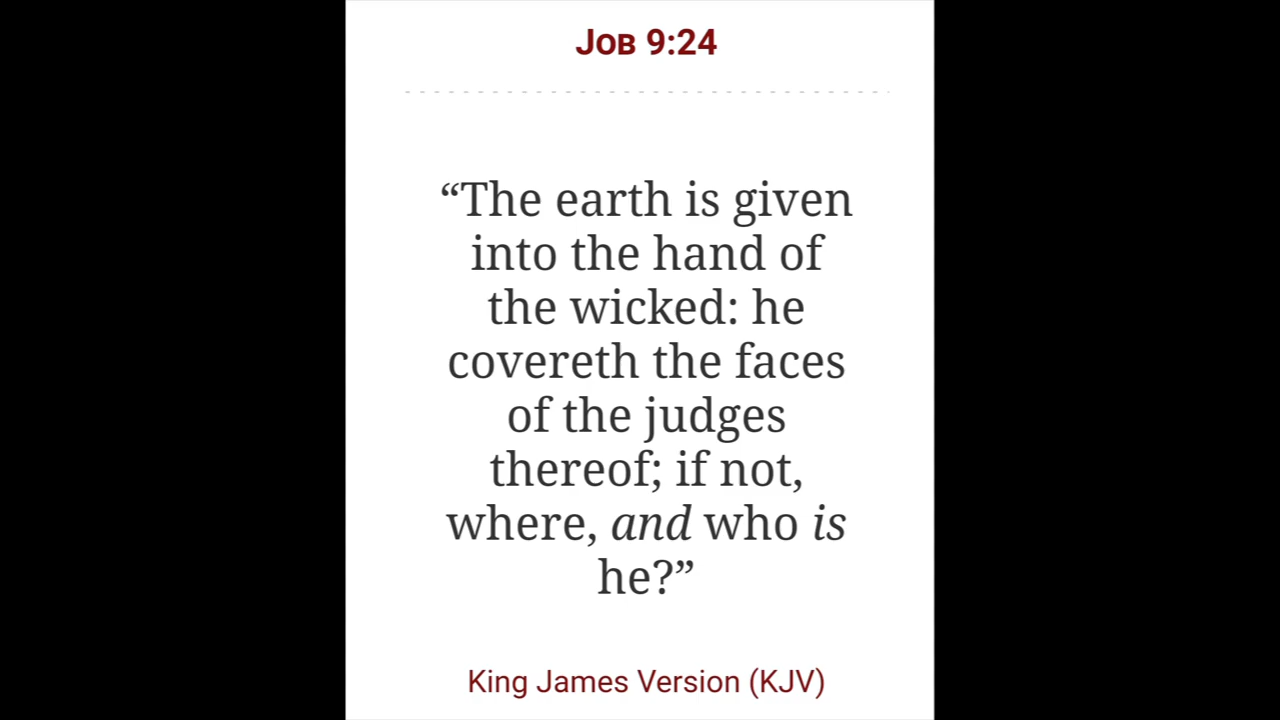 Job 9:24
“The earth is given
into the hand of
the wicked: he
covereth the faces
of the judges
thereof; if not,
where, and who is
he?”
King James Version (KJV)